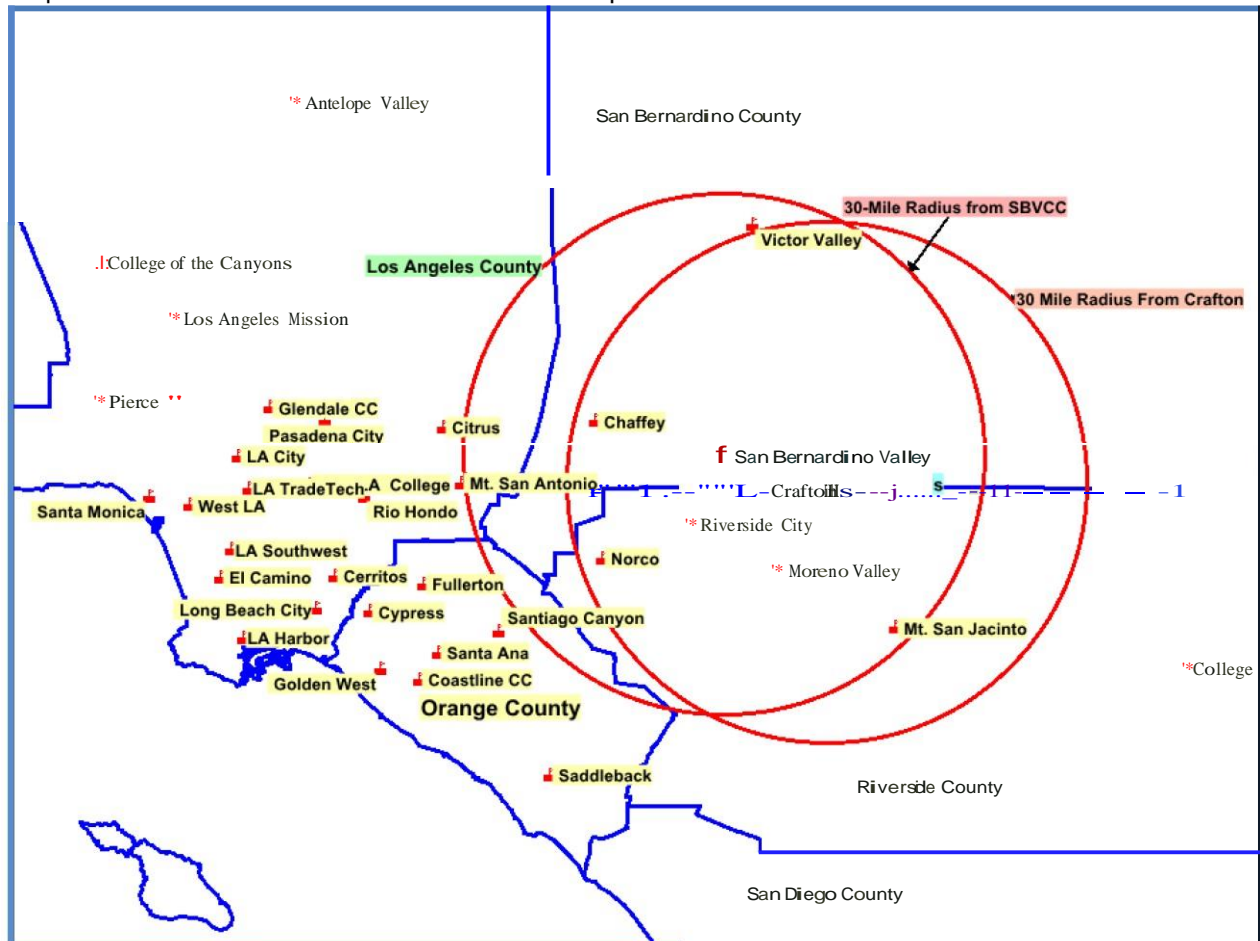 Antelope Valley
San Bernardino County
30-Mile Radius from SBVCC
Victor Valley
College of the Canyons
Los Angeles County
30 Mile Radius From Crafton
Los Angeles Mission
Pierce
Glendale CC
Pasadena City
Citrus
Chaffey
LA City
San Bernardino Valley
LA TradeTech
A College
Mt. San Antonio
Crafton
s
Santa Monica
West LA
Rio Hondo
Riverside City
LA Southwest
Norco
El Camino
Cerritos
Fullerton
Moreno Valley
Long Beach City
Cypress
Santiago Canyon
Mt. San Jacinto
LA Harbor
Santa Ana
College
Golden West
Coastline CC
Orange County
Saddleback
Riiverside County
San Diego County